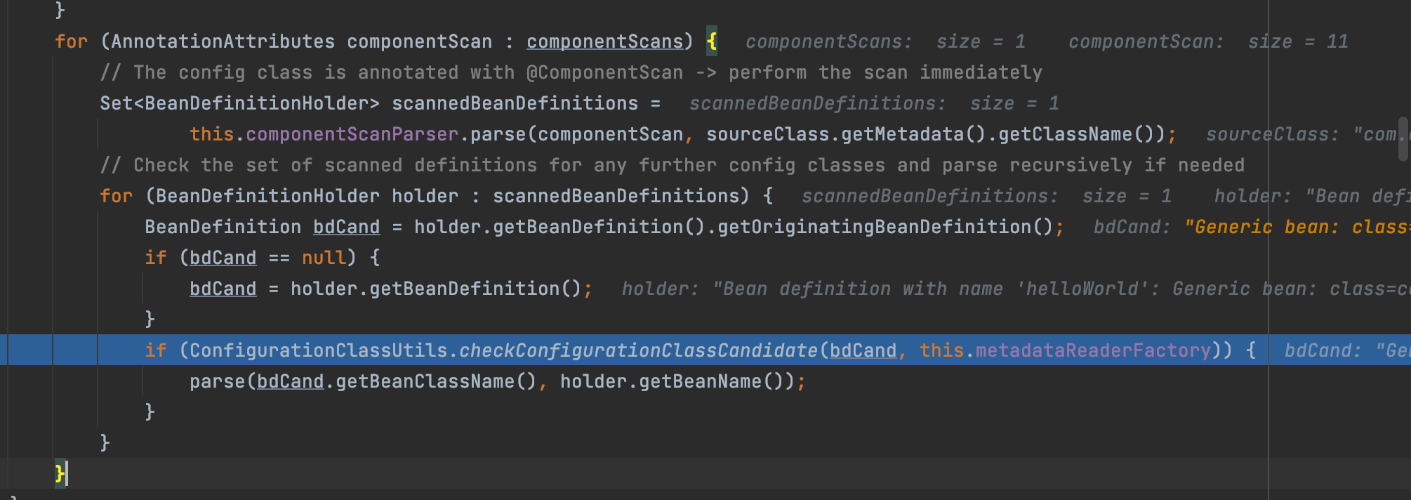 }
for (AnnotationAttributes componentScan : componentScans) {   componentScans:  size = 1    componentScan:  size = 11
// The config class is annotated with @ComponentScan -> perform the scan immediately
Set<BeanDefinitionHolder> scannedBeanDefinitions =   scannedBeanDefinitions:  size = 1
this.componentScanParser.parse(componentScan, sourceClass.getMetadata().getClassName());   sourceClass: "com.
// Check the set of scanned definitions for any further config classes and parse recursively if needed
for (BeanDefinitionHolder holder : scannedBeanDefinitions) {   scannedBeanDefinitions:  size = 1    holder: "Bean defi
BeanDefinition bdCand = holder.getBeanDefinition().getOriginatingBeanDefinition();   bdCand: "Generic bean: class=
if (bdCand == null) {
bdCand = holder.getBeanDefinition();   holder: "Bean definition with name 'helloWorld': Generic bean: class=co
}
if (ConfigurationClassUtils.checkConfigurationClassCandidate(bdCand, this.metadataReaderFactory)) {   bdCand: "Gen
parse(bdCand.getBeanClassName(), holder.getBeanName());
}
}
}